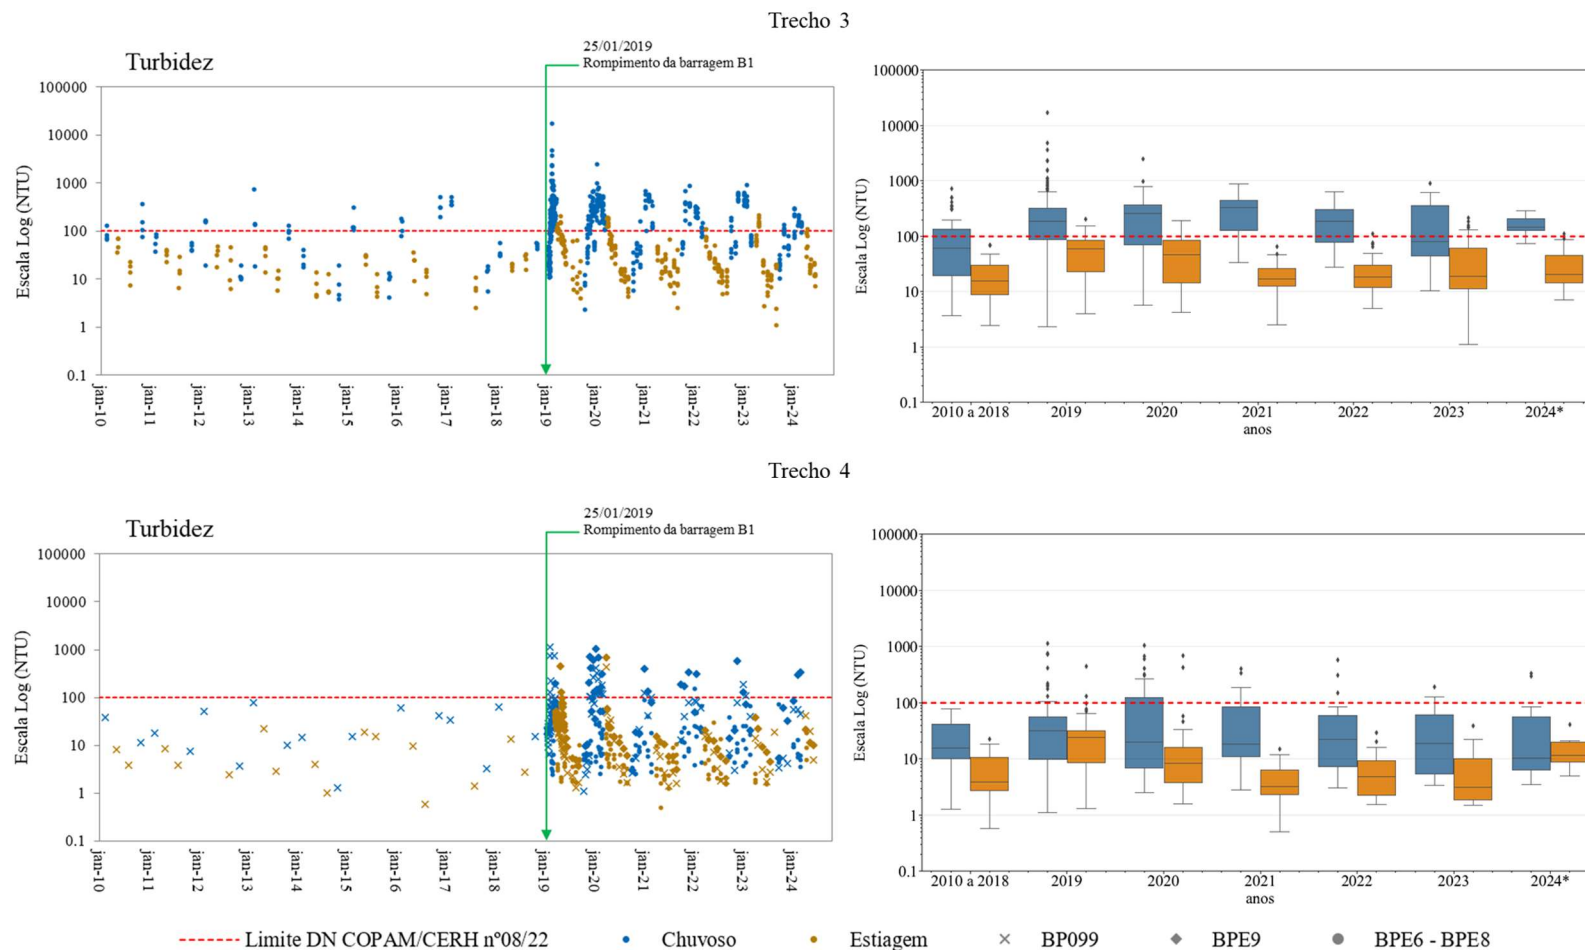 Trecho 3
25/01/2019
Rompimento da barragem B1
Turbidez
Escala Log (NTU)
100000
10000
1000
100
10
1
0.1
jan-10
jan-11
jan-12
jan-13
jan-14
jan-15
jan-16
jan-17
jan-18
jan-19
jan-20
jan-21
jan-22
jan-23
jan-24
Escala Log (NTU)
100000
10000
1000
100
10
1
0.1
2010 a 2018 2019 2020 2021 2022 2023 2024*
anos
Trecho 4
25/01/2019
Rompimento da barragem B1
Turbidez
Escala Log (NTU)
100000
10000
1000
100
10
1
0.1
jan-10
jan-11
jan-12
jan-13
jan-14
jan-15
jan-16
jan-17
jan-18
jan-19
jan-20
jan-21
jan-22
jan-23
jan-24
Escala Log (NTU)
100000
10000
1000
100
10
1
0.1
2010 a 2018 2019 2020 2021 2022 2023 2024*
anos
Limite DN COPAM/CERH nº08/22 Chuvoso Estiagem BP099 BPE9 BPE6 - BPE8